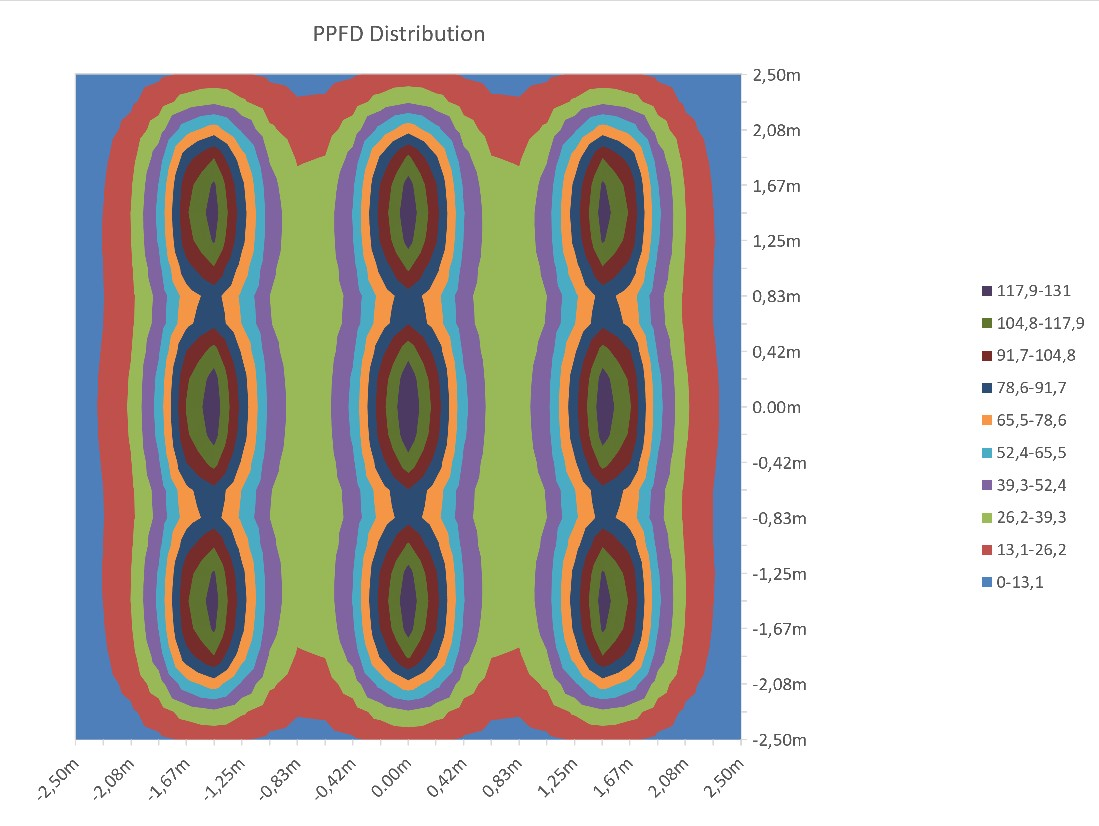 PPFD Distribution
2,50m
2,08m
1,67m
1,25m
0,83m
0,42m
0.00m
-0,42m
-0,83m
-1,25m
-1,67m
-2,08m
-2,50m
117,9-131
104,8-117,9
91,7-104,8
78,6-91,7
65,5-78,6
52,4-65,5
39,3-52,4
26,2-39,3
13,1-26,2
0-13,1
-2,50m -2,08m -1,67m -1,25m -0,83m -0,42m 0.00m 0,42m 0,83m 1,25m 1,67m 2,08m 2,50m